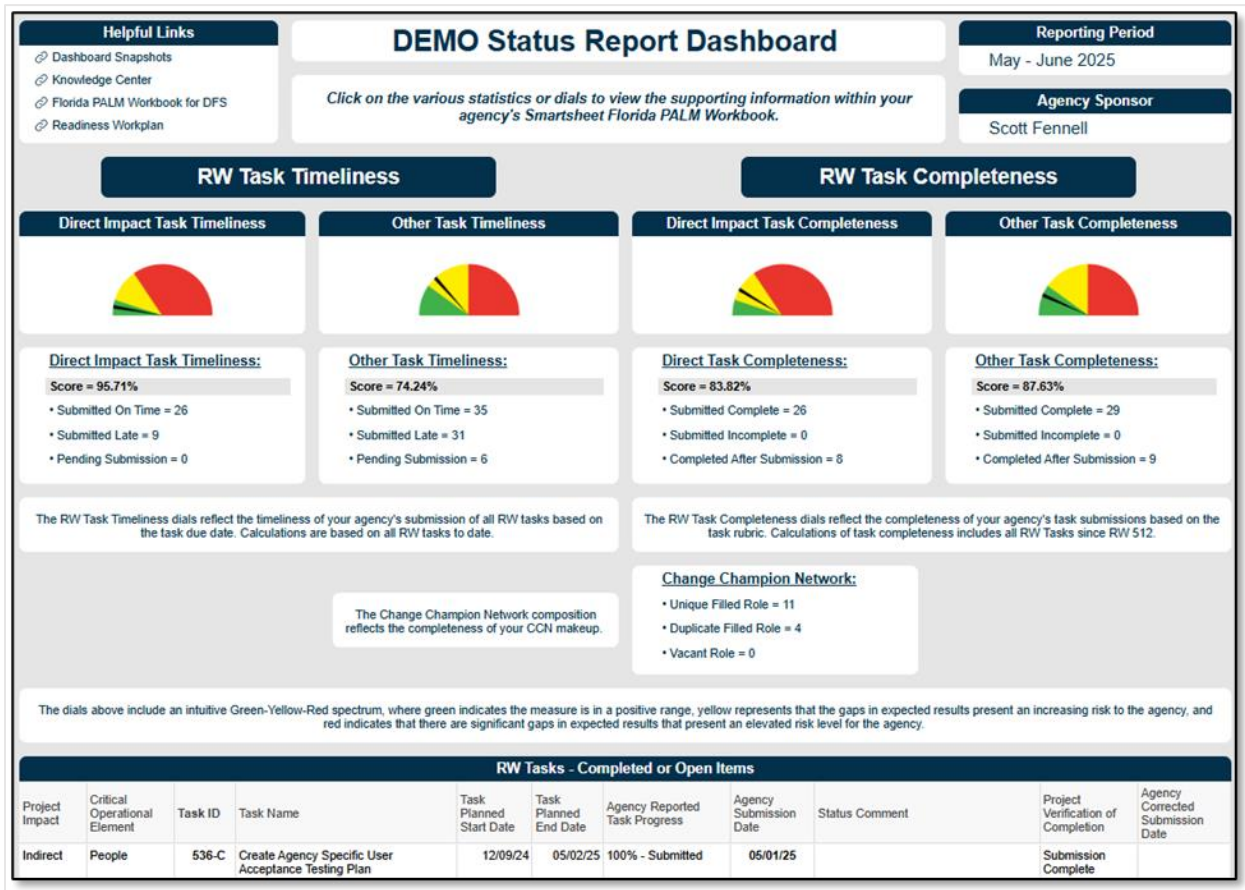 Helpful Links
Dashboard Snapshots
Knowledge Center
Florida PALM Workbook for DFS
Readiness Workplan
DEMO Status Report Dashboard
Click on the various statistics or dials to view the supporting information within your
agency's Smartsheet Florida PALM Workbook.
Reporting Period
May - June 2025
Agency Sponsor
Scott Fennell
RW Task Timeliness
RW Task Completeness
Direct Impact Task Timeliness
Other Task Timeliness
Direct Impact Task Completeness
Other Task Completeness
Direct Impact Task Timeliness:
Score = 95.71%
• Submitted On Time = 26
• Submitted Late = 9
• Pending Submission = 0
Other Task Timeliness:
Score = 74.24%
• Submitted On Time = 35
• Submitted Late = 31
• Pending Submission = 6
Direct Task Completeness:
Score = 83.82%
• Submitted Complete = 26
• Submitted Incomplete = 0
• Completed After Submission = 8
Other Task Completeness:
Score = 87.63%
• Submitted Complete = 29
• Submitted Incomplete = 0
• Completed After Submission = 9
The RW Task Timeliness dials reflect the timeliness of your agency's submission of all RW tasks based on
the task due date. Calculations are based on all RW tasks to date.
The RW Task Completeness dials reflect the completeness of your agency's task submissions based on the
task rubric. Calculations of task completeness includes all RW Tasks since RW 512.
The Change Champion Network composition
reflects the completeness of your CCN makeup.
Change Champion Network:
• Unique Filled Role = 11
• Duplicate Filled Role = 4
• Vacant Role = 0
The dials above include an intuitive Green-Yellow-Red spectrum, where green indicates the measure is in a positive range, yellow represents that the gaps in expected results present an increasing risk to the agency, and
red indicates that there are significant gaps in expected results that present an elevated risk level for the agency.
RW Tasks - Completed or Open Items
Project Impact
Critical Operational Element
Task ID
Task Name
Task Planned Start Date
Task Planned End Date
Agency Reported Task Progress
Agency Submission Date
Status Comment
Project Verification of Completion
Agency Corrected Submission Date
Indirect
People
536-C
Create Agency Specific User Acceptance Testing Plan
12/09/24
05/02/25
100% - Submitted
05/01/25
Submission Complete